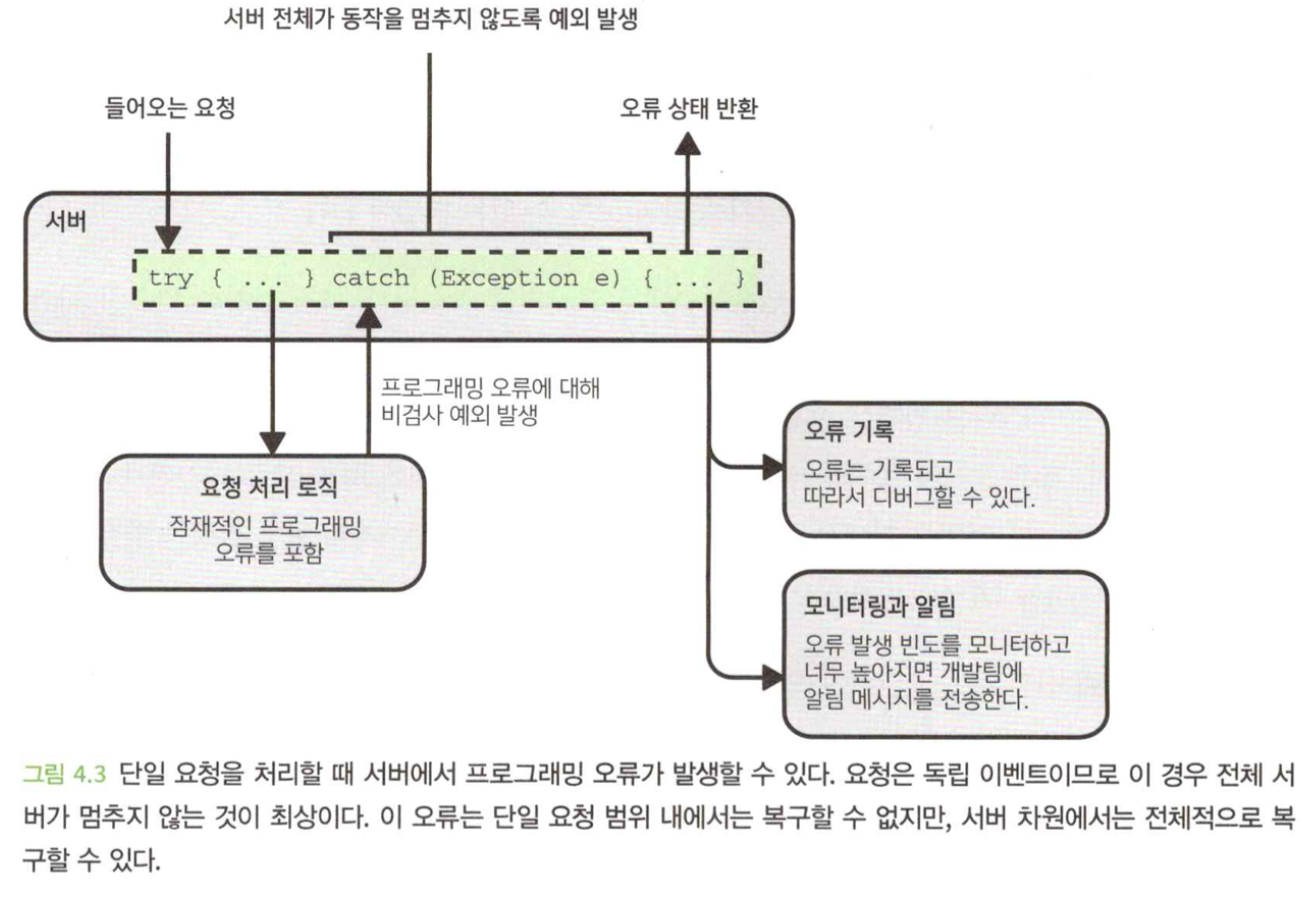 서버 전체가 동작을 멈추지 않도록 예외 발생
들어오는 요청
오류 상태 반환
서버
try { ... } catch (Exception e) { ... }
프로그래밍 오류에 대해
비검사 예외 발생
요청 처리 로직
잠재적인 프로그래밍
오류를 포함
오류 기록
오류는 기록되고
따라서 디버그할 수 있다.
모니터링과 알림
오류 발생 빈도를 모니터하고
너무 높아지면 개발팀에
알림 메시지를 전송한다.
그림 4.3 단일 요청을 처리할 때 서버에서 프로그래밍 오류가 발생할 수 있다. 요청은 독립 이벤트이므로 이 경우 전체 서
버가 멈추지 않는 것이 최상이다. 이 오류는 단일 요청 범위 내에서는 복구할 수 없지만, 서버 차원에서는 전체적으로 복
구할 수 있다.